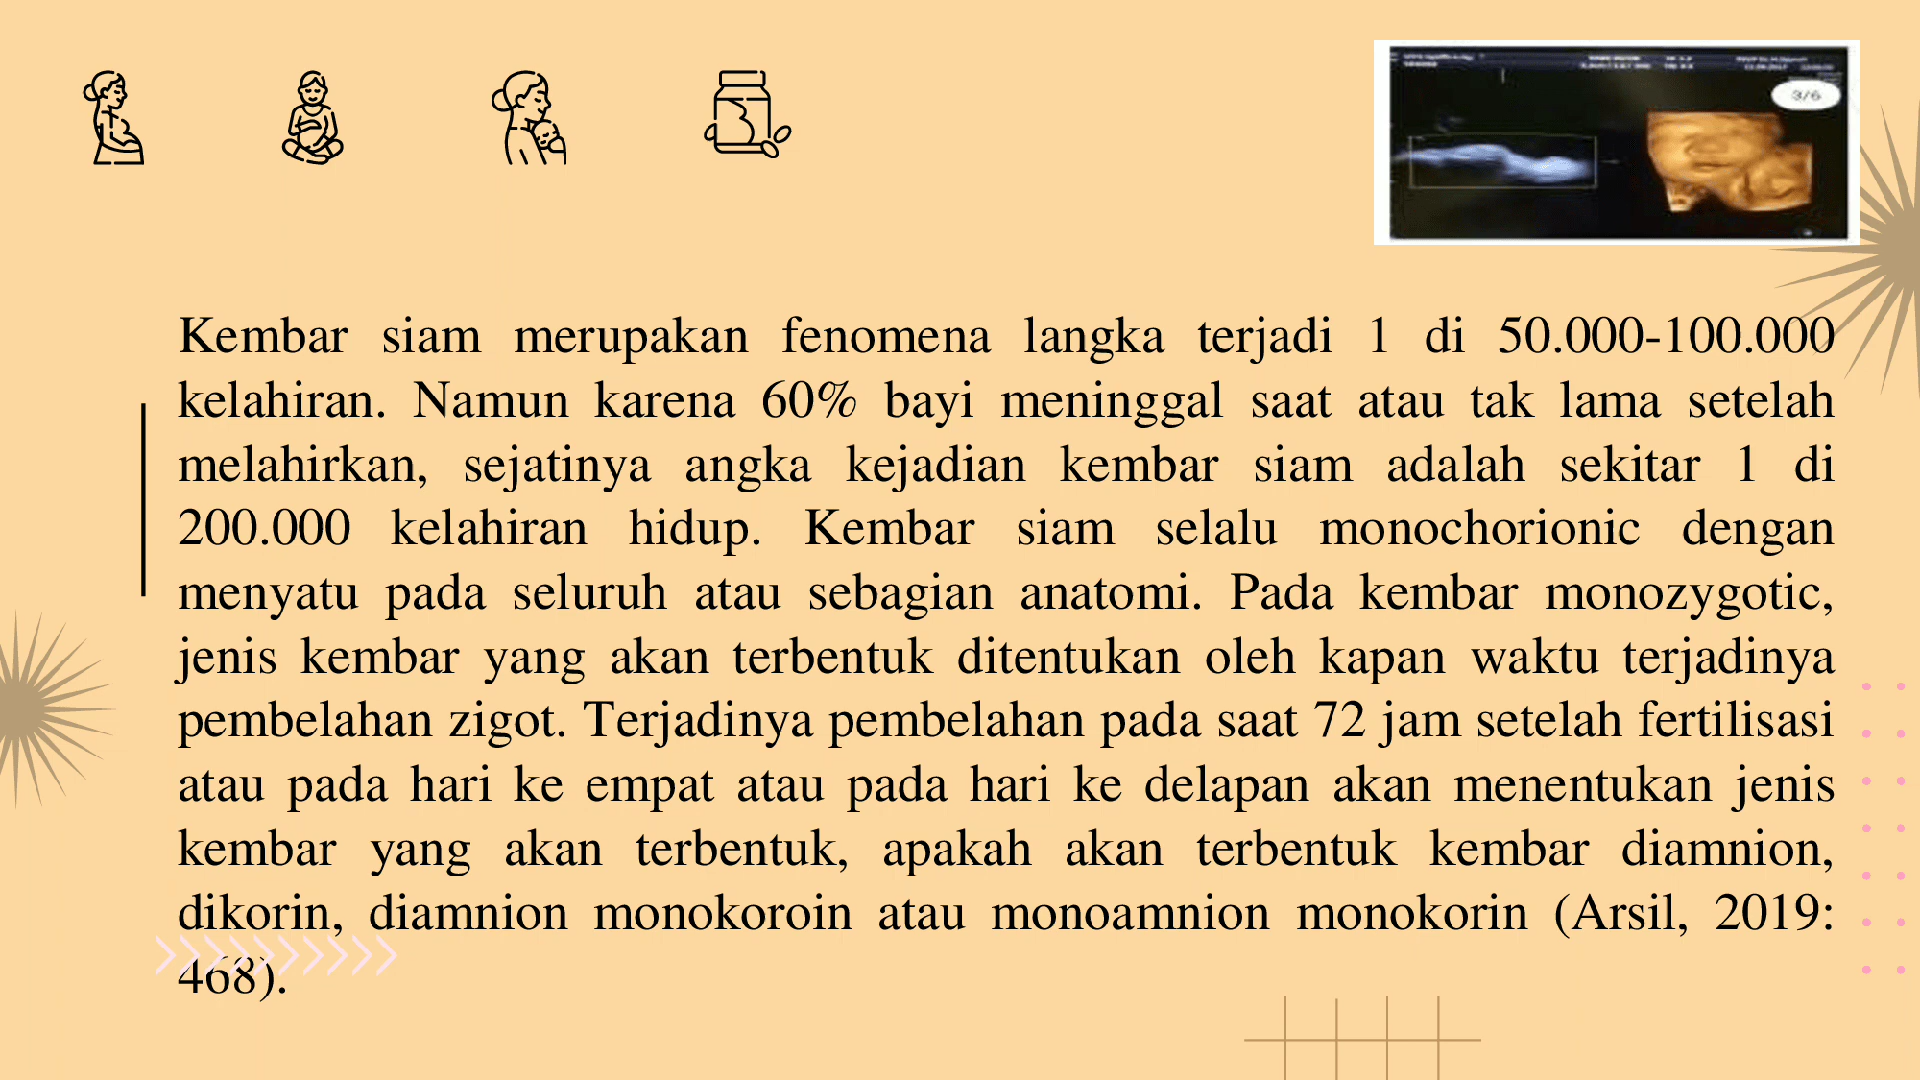 3/6
Kembar siam merupakan fenomena langka terjadi 1 di 50.000-100.000
kelahiran. Namun karena 60% bayi meninggal saat atau tak lama setelah
melahirkan, sejatinya angka kejadian kembar siam adalah sekitar 1 di
200.000 kelahiran hidup. Kembar siam selalu monochorionic dengan
menyatu pada seluruh atau sebagian anatomi. Pada kembar monozygotic,
jenis kembar yang akan terbentuk ditentukan oleh kapan waktu terjadinya
pembelahan zigot. Terjadinya pembelahan pada saat 72 jam setelah fertilisasi
atau pada hari ke empat atau pada hari ke delapan akan menentukan jenis
kembar yang akan terbentuk, apakah akan terbentuk kembar diamnion,
dikorin, diamnion monokoroin atau monoamnion monokorin (Arsil, 2019:
468).